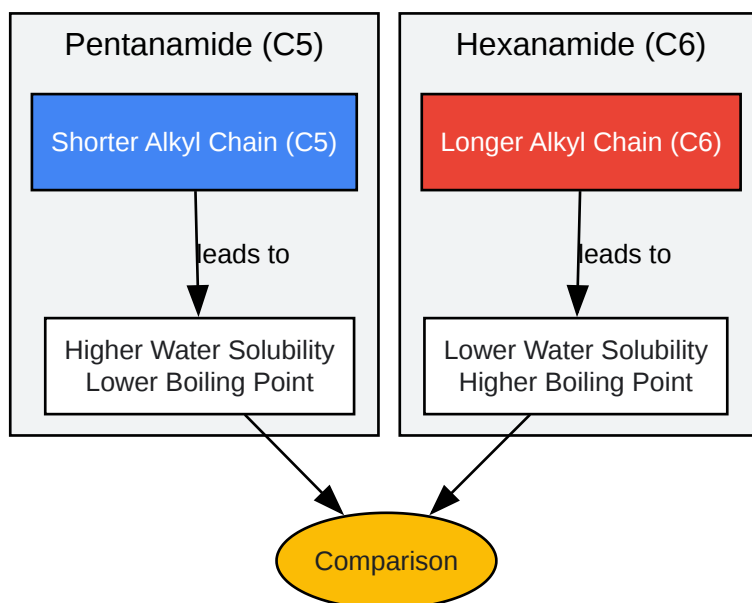 Pentanamide (C5)
Shorter Alkyl Chain (C5)
leads to
Higher Water Solubility
Lower Boiling Point
Hexanamide (C6)
Longer Alkyl Chain (C6)
leads to
Lower Water Solubility
Higher Boiling Point
Comparison